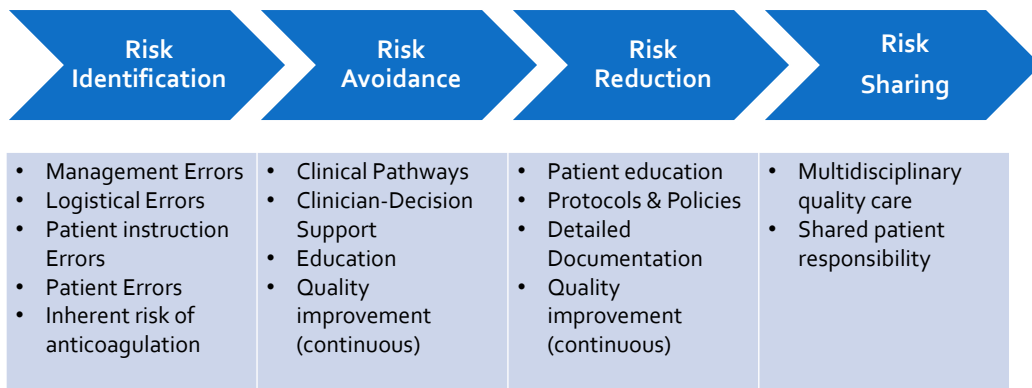 Risk
Identification
Risk
Avoidance
Risk
Reduction
Risk
Sharing
• Management Errors
• Logistical Errors
• Patient instruction
Errors
• Patient Errors
• Inherent risk of
anticoagulation
• Clinical Pathways
• Clinician-Decision
Support
• Education
• Quality
improvement
(continuous)
• Patient education
• Protocols & Policies
• Detailed
Documentation
• Quality
improvement
(continuous)
• Multidisciplinary
quality care
• Shared patient
responsibility